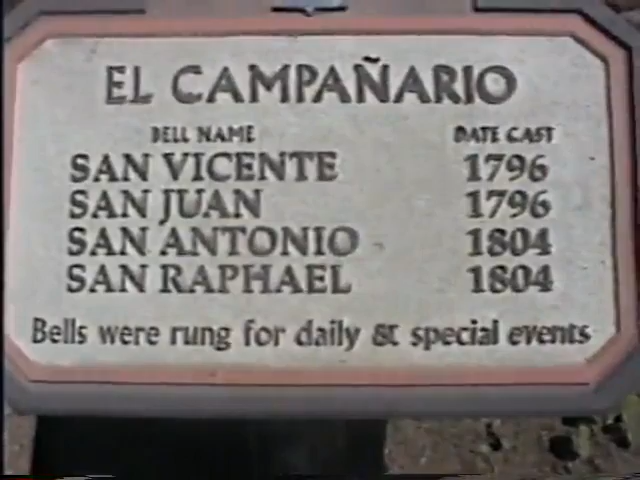 EL CAMPAÑARIO
BELL NAME DATE CAST
SAN VICENTE 1796
SAN JUAN 1796
SAN ANTONIO 1804
SAN RAPHAEL 1804
Bells were rung for daily & special events